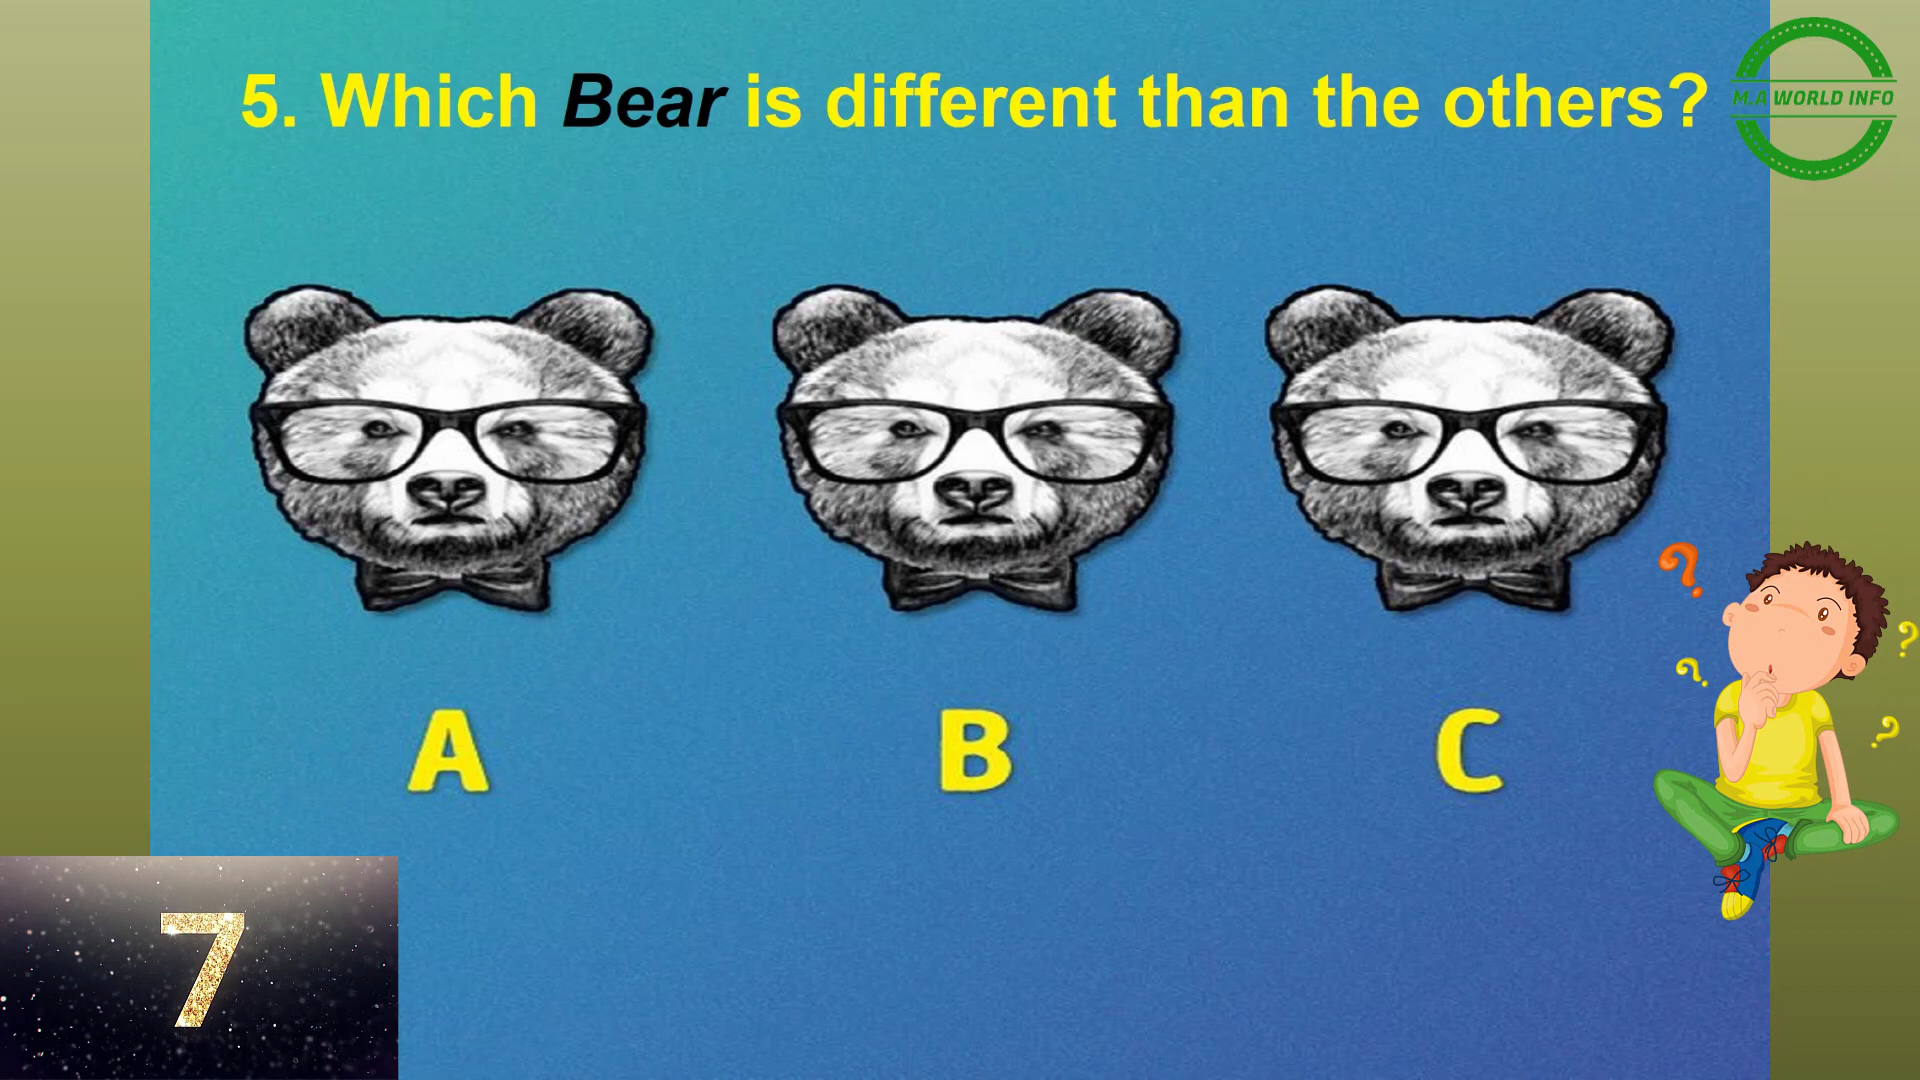 5. Which Bear is different than the others?
M.A WORLD INFO
A
B
C
7